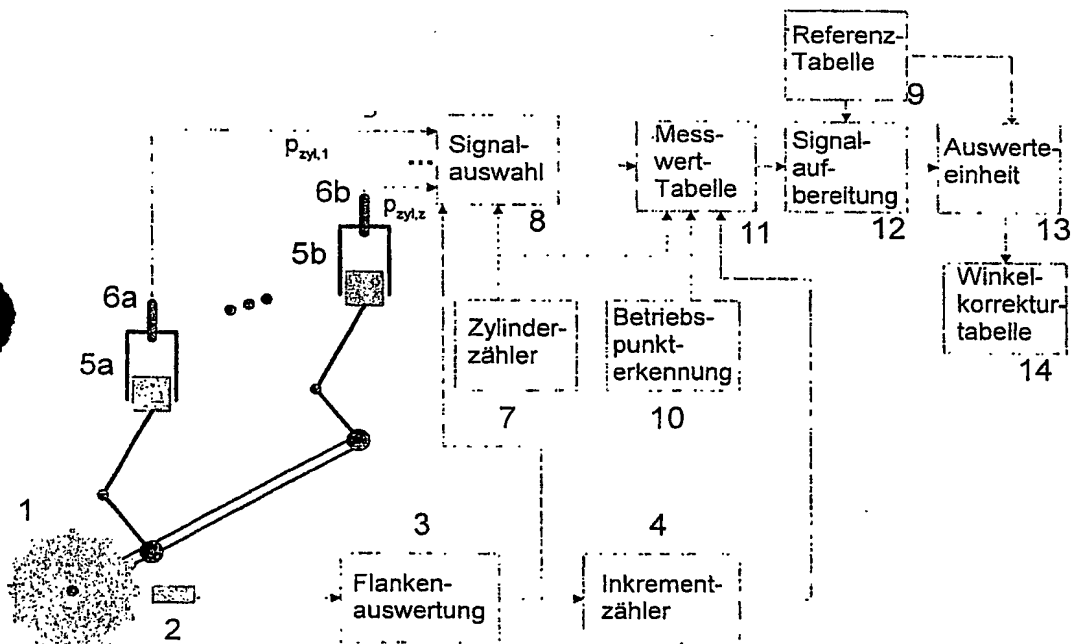 Referenz-
Tabelle
9
p_zyl,1
Signal-
auswahl
8
Mess-
wert-
Tabelle
11
Signal-
auf-
bereitung
12
Auswerte-
einheit
13
6b
p_zyl,z
5b
6a
5a
Zylinder-
zähler
7
Betriebs-
punkt-
erkennung
10
Winkel-
korrektur-
tabelle
14
1
3
4
Flanken-
auswertung
Inkrement-
zähler
2